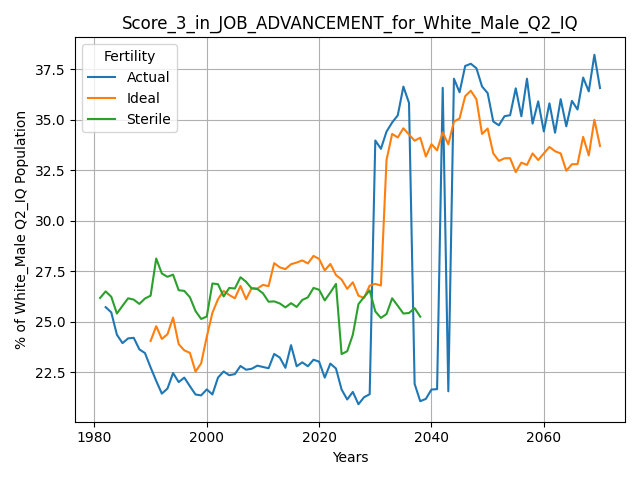 Score_3_in_JOB_ADVANCEMENT_for_White_Male_Q2_IQ
Fertility
Actual
Ideal
Sterile
% of White_Male Q2_IQ Population
37.5
35.0
32.5
30.0
27.5
25.0
22.5
1980
2000
2020
2040
2060
Years